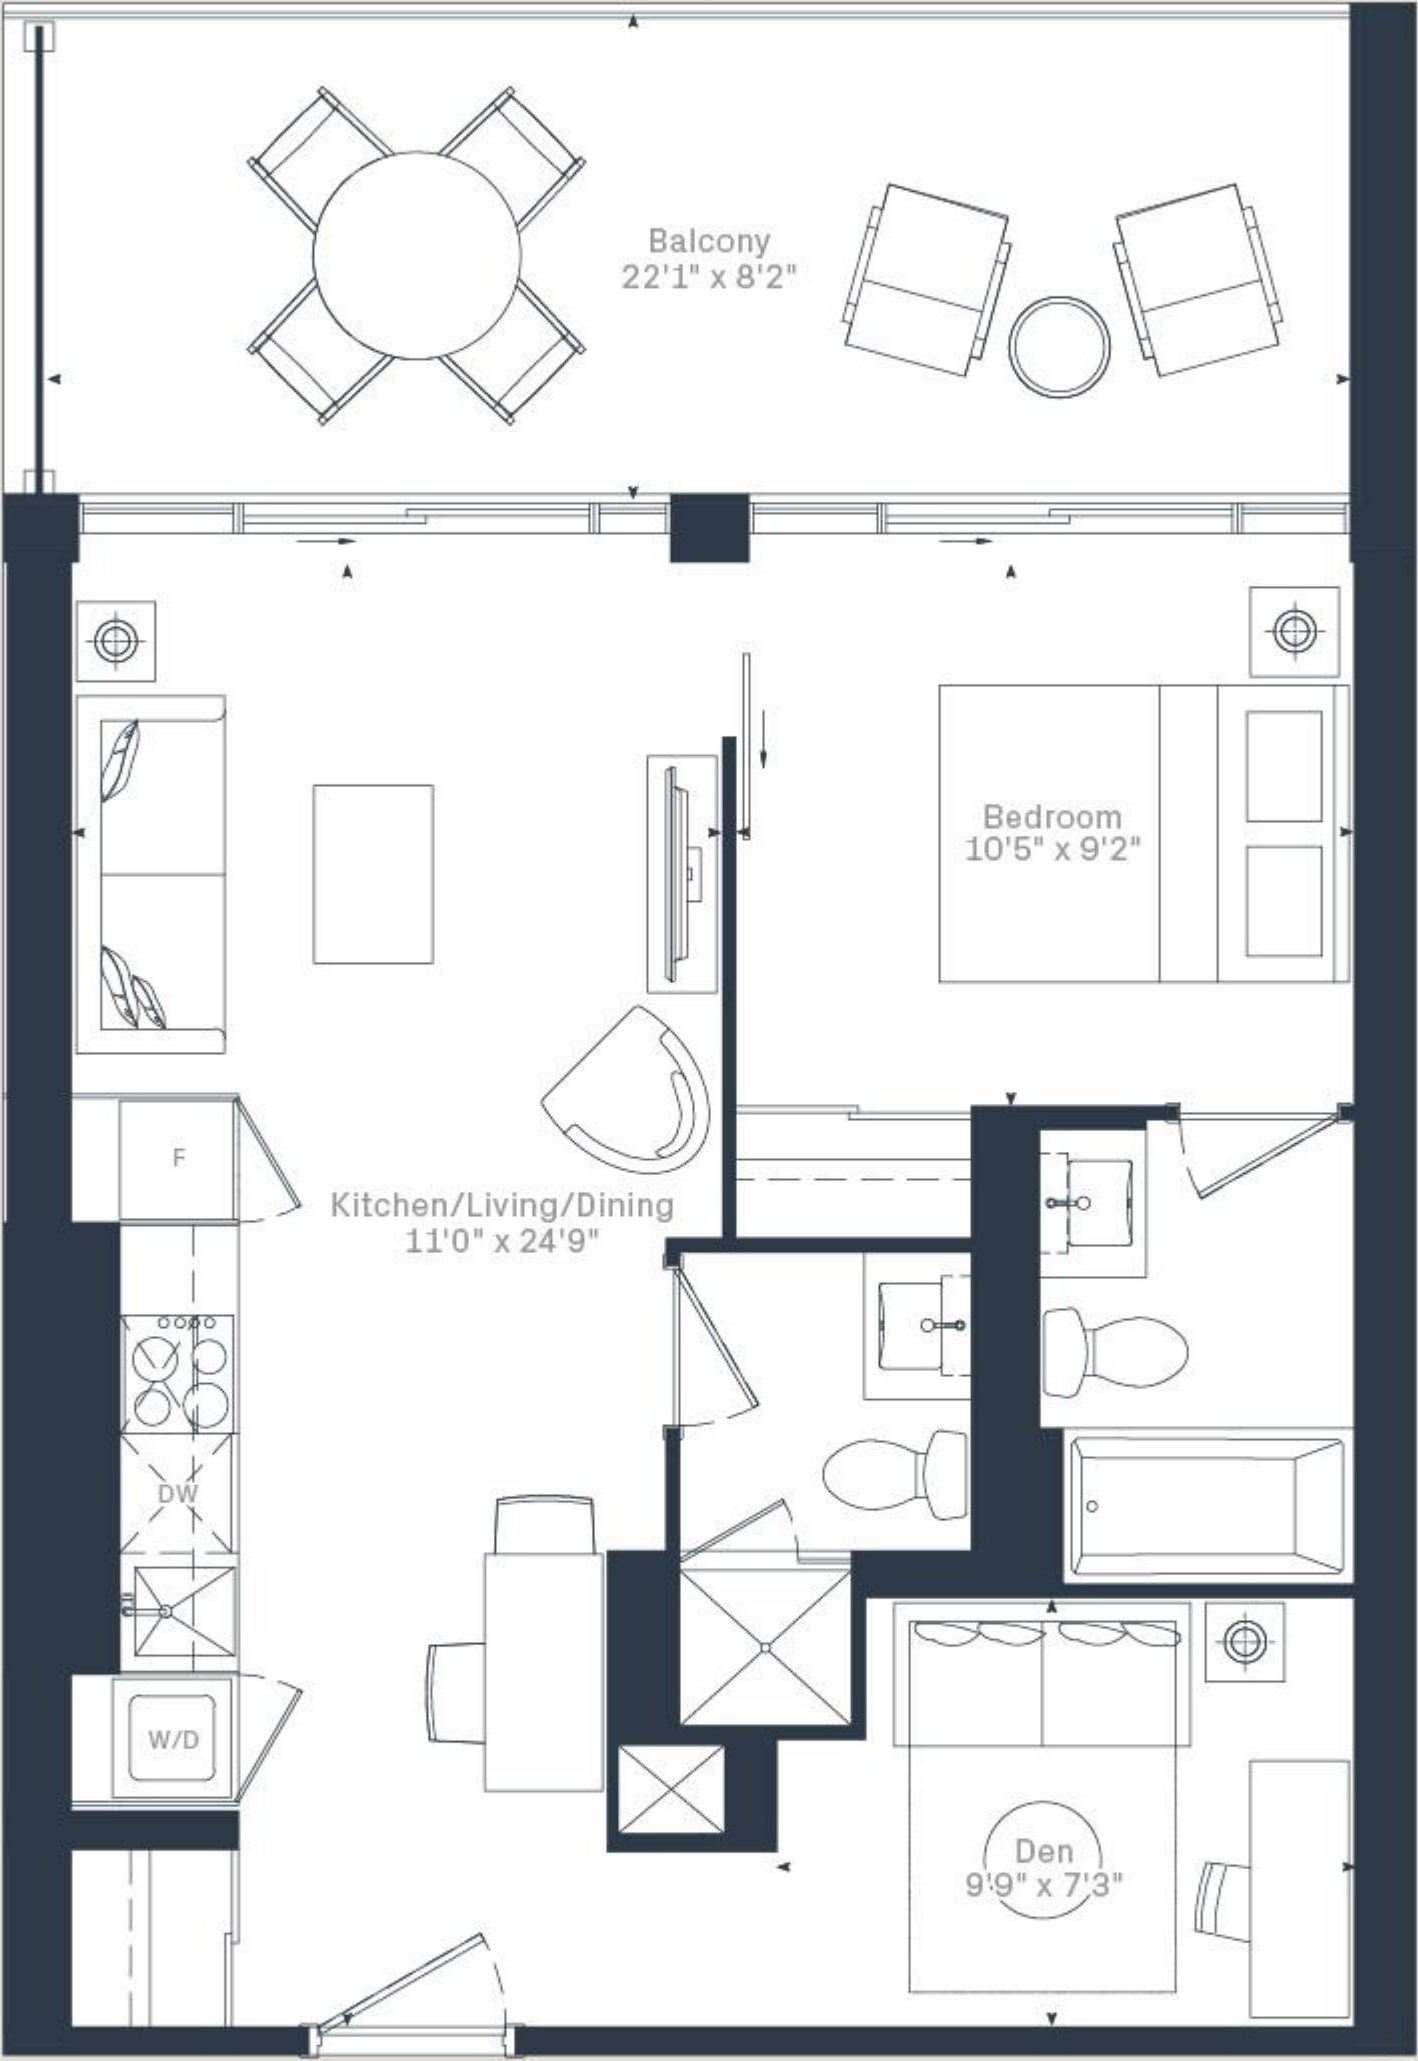 Balcony
22'1" x 8'2"
Bedroom
10'5" x 9'2"
F
Kitchen/Living/Dining
11'0" x 24'9"
DW
W/D
Den
9'9" x 7'3"